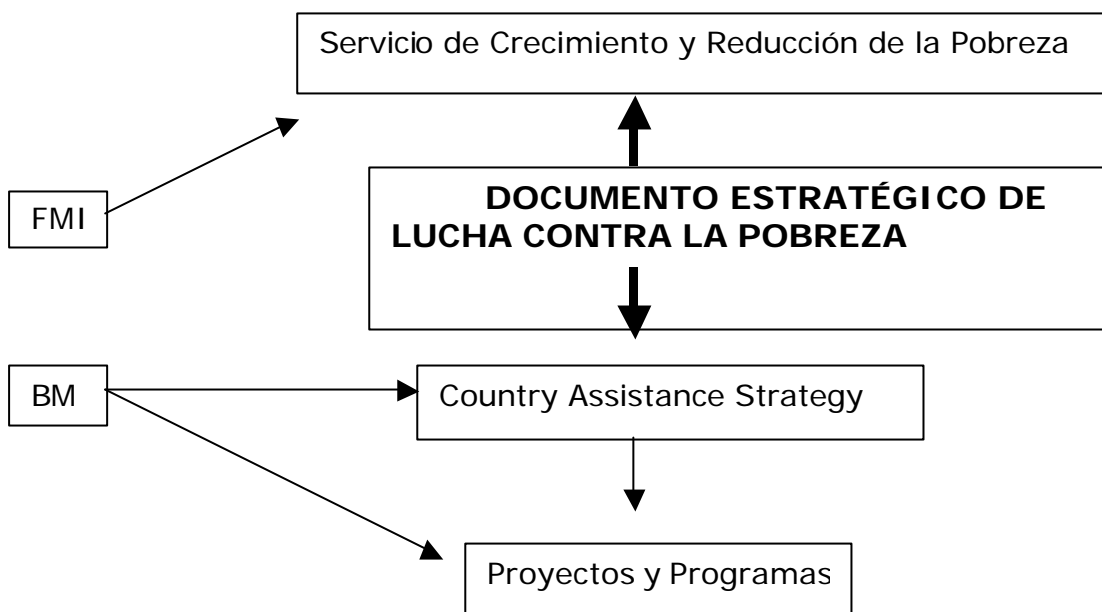 Servicio de Crecimiento y Reducción de la Pobreza
FMI
DOCUMENTO ESTRATÉGICO DE
LUCHA CONTRA LA POBREZA
BM
Country Assistance Strategy
Proyectos y Programas